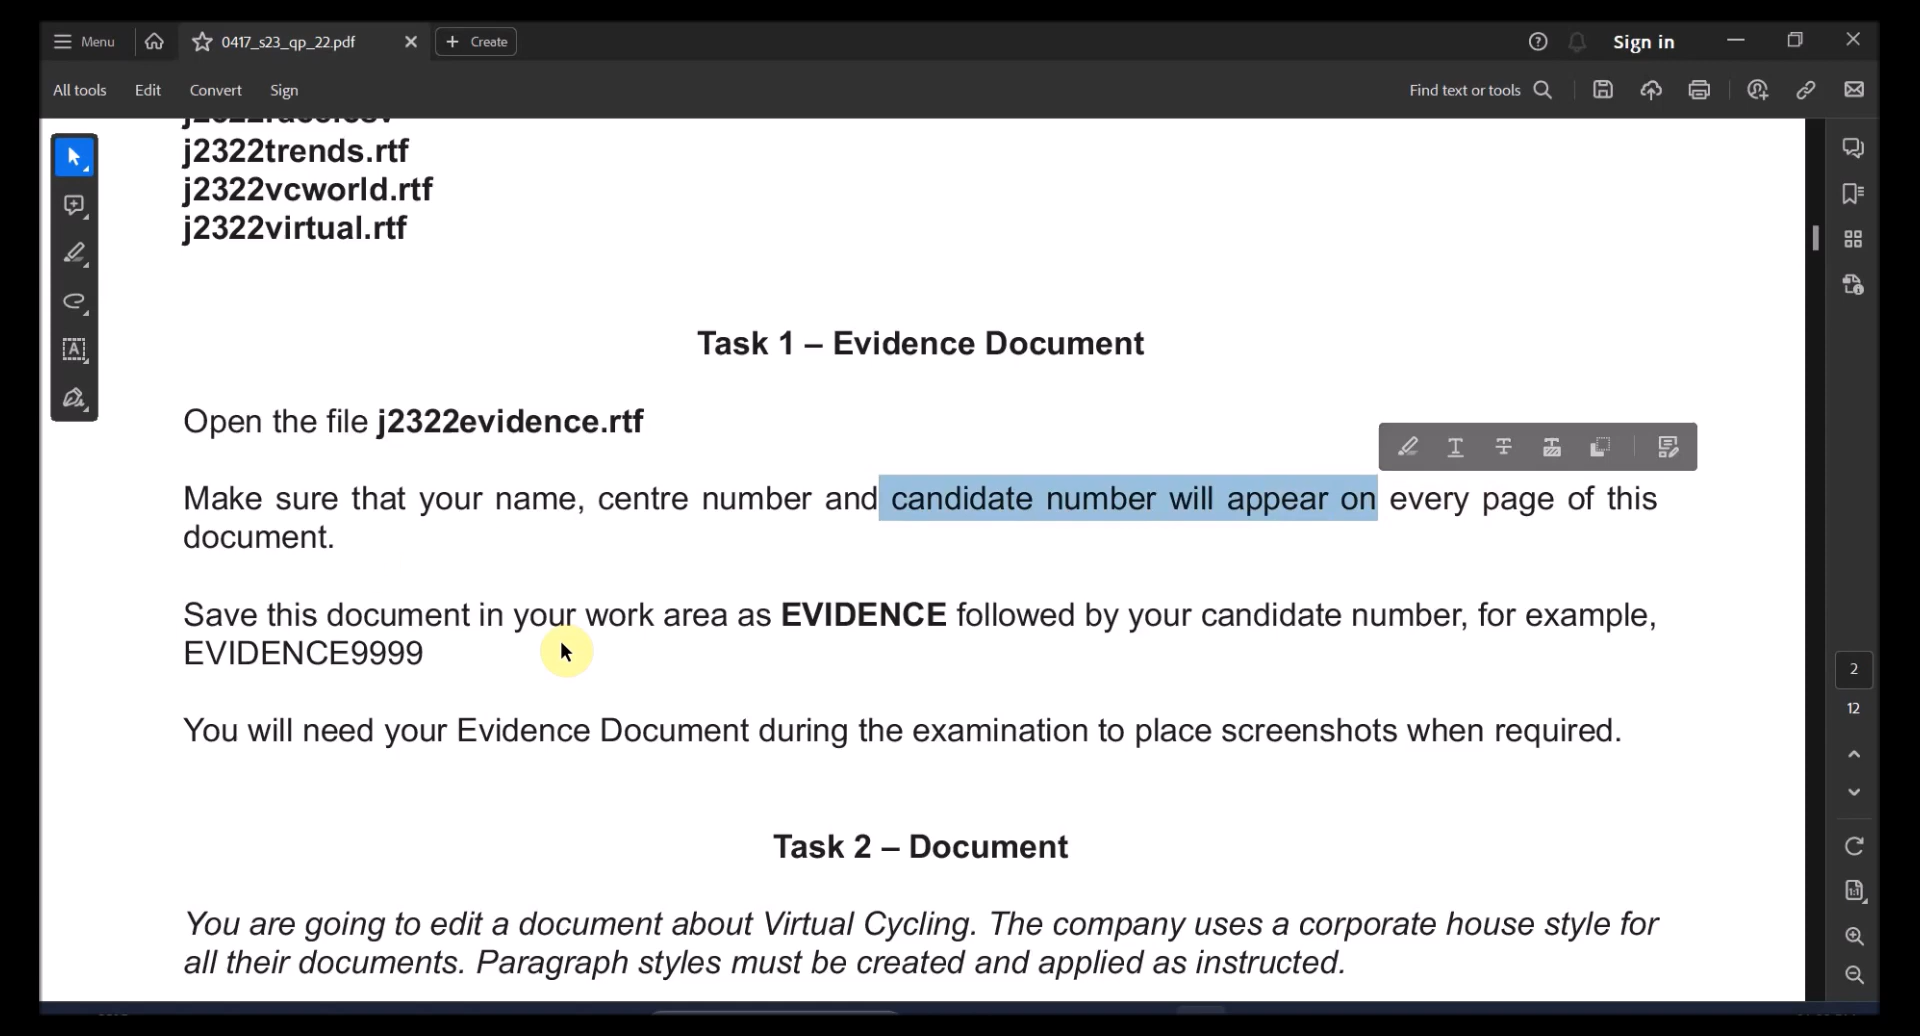 Menu
0417_s23_qp_22.pdf
Create
Sign in
All tools
Edit
Convert
Sign
Find text or tools
j2322trends.rtf
j2322vcworld.rtf
j2322virtual.rtf
Task 1 – Evidence Document
Open the file j2322evidence.rtf
Make sure that your name, centre number and candidate number will appear on every page of this
document.
Save this document in your work area as EVIDENCE followed by your candidate number, for example,
EVIDENCE9999
You will need your Evidence Document during the examination to place screenshots when required.
Task 2 – Document
You are going to edit a document about Virtual Cycling. The company uses a corporate house style for
all their documents. Paragraph styles must be created and applied as instructed.
2
12